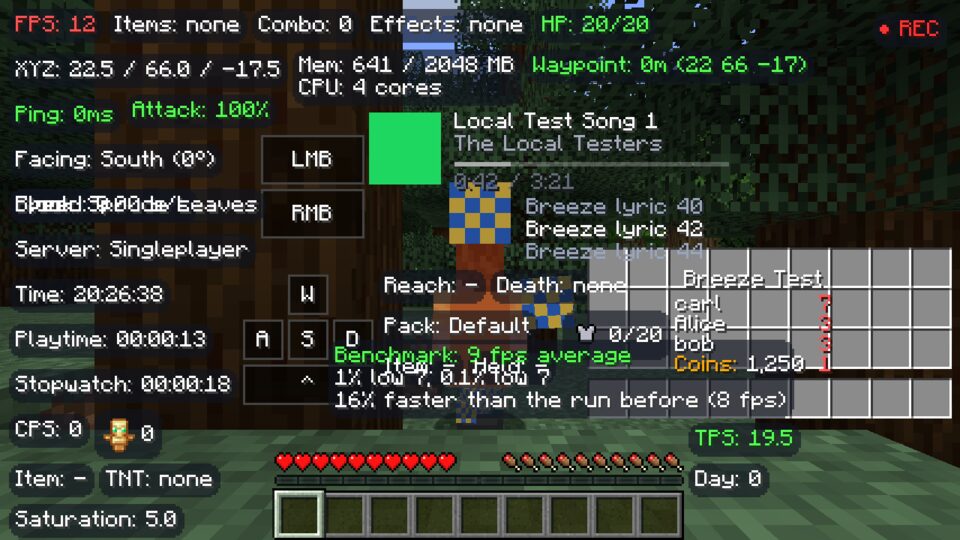 FPS: 12 Items: none Combo: 0 Effects: none HP: 20/20
REC
XYZ: 22.5 / 66.0 / -17.5
Mem: 641 / 2048 MB
Waypoint: 0m (22 66 -17)
CPU: 4 cores
Ping: 0ms
Attack: 100%
Local Test Song 1
The Local Testers
0:42 / 3:21
Facing: South (0°)
LMB
RMB
Breeze lyric 40
Breeze lyric 42
Breeze lyric 44
Server: Singleplayer
Reach: - Death: none
Breeze Test
Time: 20:26:38
W
carl 7
Alice 3
bob 3
Pack: Default
0/20
Playtime: 00:00:13
A S D
Benchmark: 9 fps average
Coins: 1,250 1
Item: - Held: -
1% low ?, 0.1% low ?
Stopwatch: 00:00:18
^
16% faster than the run before (8 fps)
CPS: 0
0
TPS: 19.5
Item: - TNT: none
Day: 0
Saturation: 5.0